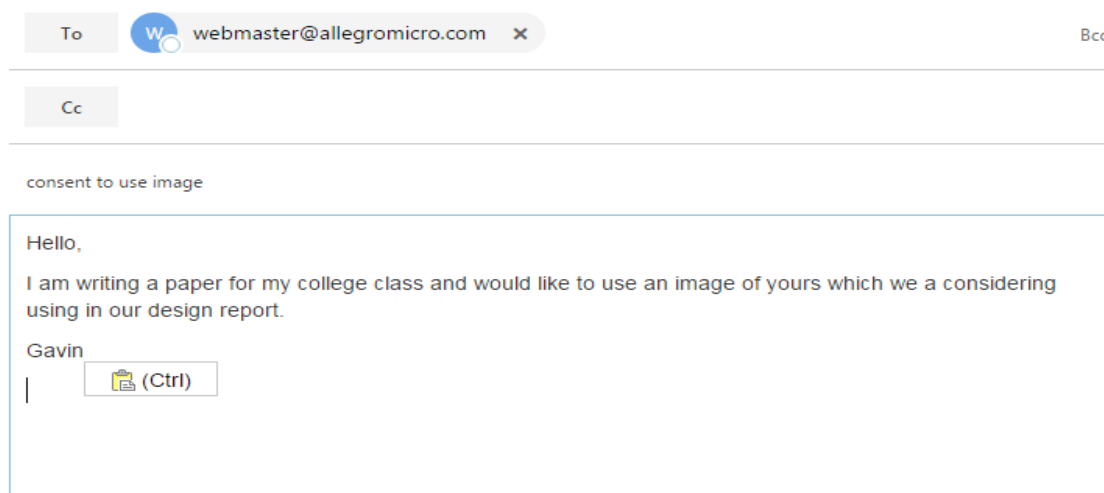 To W webmaster@allegromicro.com × Bcc
Cc
consent to use image
Hello,
I am writing a paper for my college class and would like to use an image of yours which we a considering
using in our design report.
Gavin
(Ctrl)